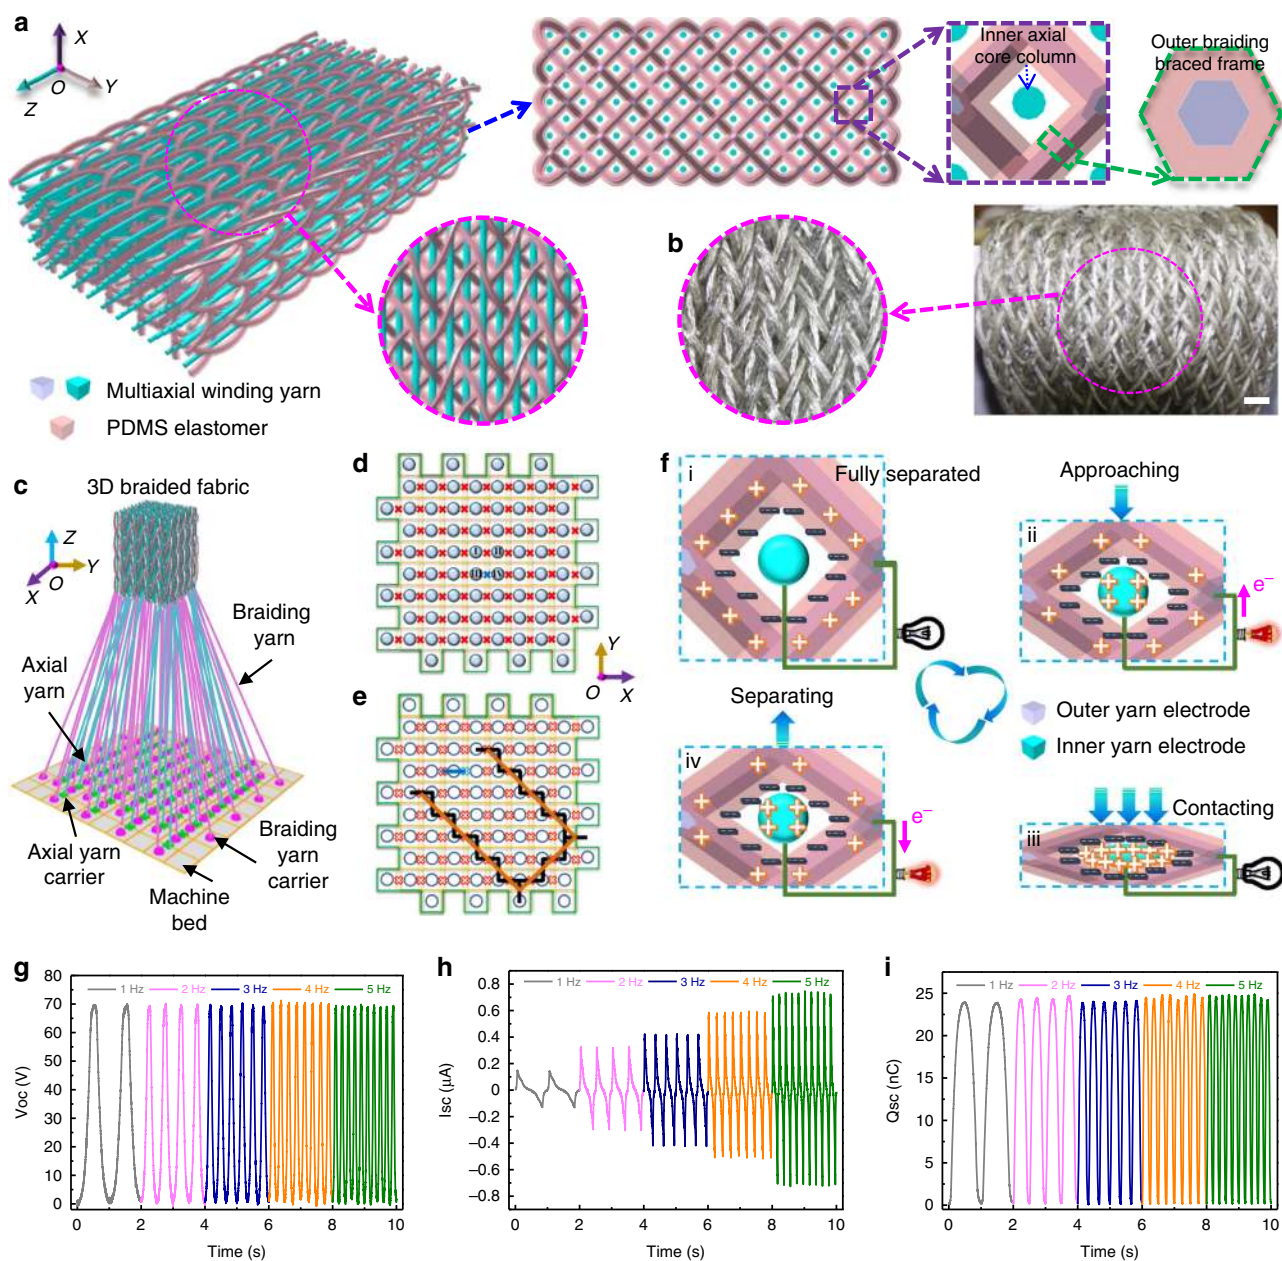 a
X
Y
Z
O
Inner axial
core column
Outer braiding
braced frame
b
Multiaxial winding yarn
PDMS elastomer
c
3D braided fabric
Z
Y
X
O
Braiding
yarn
Axial
yarn
Axial yarn
carrier
Braiding
yarn
carrier
Machine
bed
d
I
II
III
IV
Y
O
X
e
f
i
Fully separated
Approaching
ii
e⁻
Separating
iv
e⁻
Outer yarn electrode
Inner yarn electrode
Contacting
iii
g
1 Hz 2 Hz 3 Hz 4 Hz 5 Hz
80
70
60
50
40
30
20
10
0
Voc (V)
0 2 4 6 8 10
Time (s)
h
1 Hz 2 Hz 3 Hz 4 Hz 5 Hz
0.8
0.6
0.4
0.2
0
−0.2
−0.4
−0.6
−0.8
Isc (µA)
0 2 4 6 8 10
Time (s)
i
1 Hz 2 Hz 3 Hz 4 Hz 5 Hz
25
20
15
10
5
0
Qsc (nC)
0 2 4 6 8 10
Time (s)